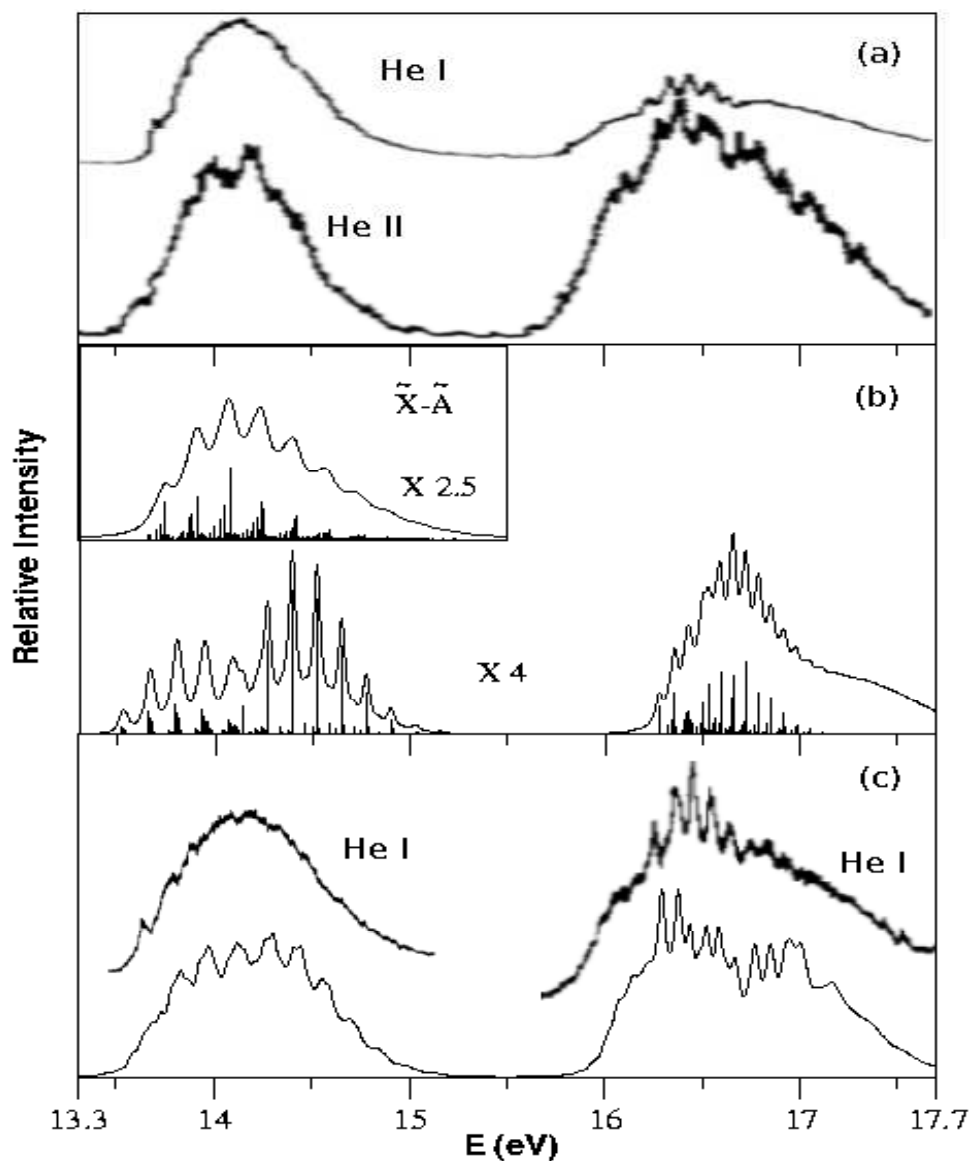 (a)
He I
He II
Relative Intensity
(b)
X̃-Ã
X 2.5
X 4
(c)
He I
He I
13.3 14 15 16 17 17.7
E (eV)